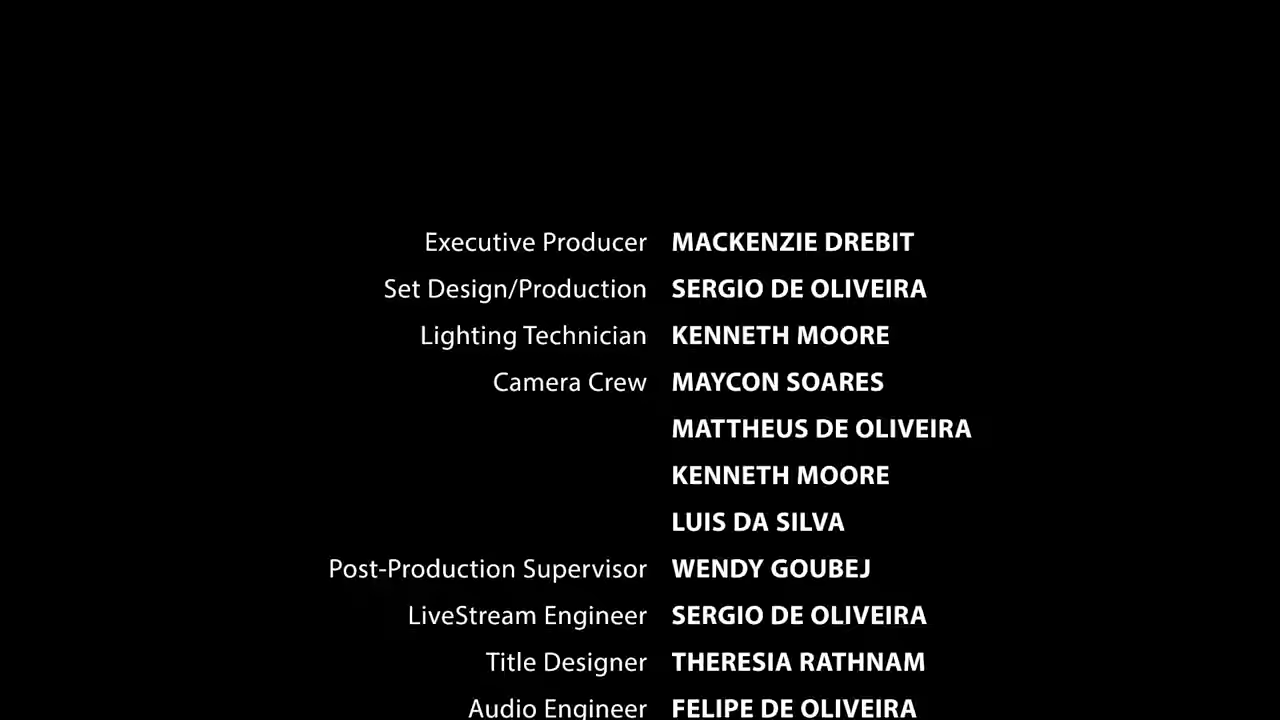 Executive Producer MACKENZIE DREBIT
Set Design/Production SERGIO DE OLIVEIRA
Lighting Technician KENNETH MOORE
Camera Crew MAYCON SOARES
MATTHEUS DE OLIVEIRA
KENNETH MOORE
LUIS DA SILVA
Post-Production Supervisor WENDY GOUBEJ
LiveStream Engineer SERGIO DE OLIVEIRA
Title Designer THERESIA RATHNAM
Audio Engineer FELIPE DE OLIVEIRA